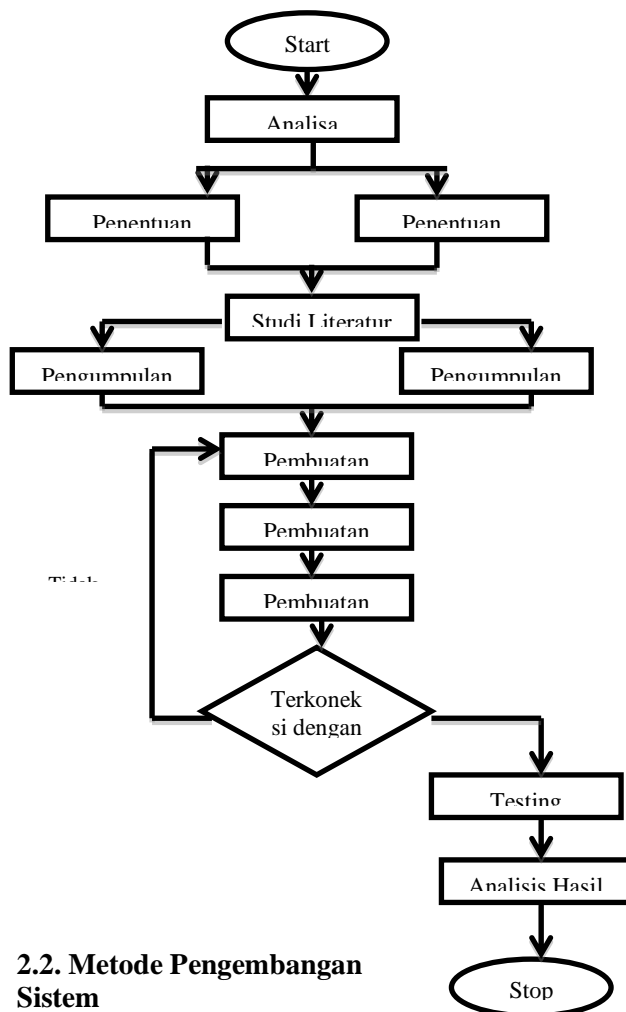 Start
Analisa
Penentuan
Penentuan
Studi Literatur
Pengumpulan
Pengumpulan
Pembuatan
Pembuatan
Tidak
Pembuatan
Terkonek
si dengan
Testing
Analisis Hasil
2.2. Metode Pengembangan
Sistem
Stop